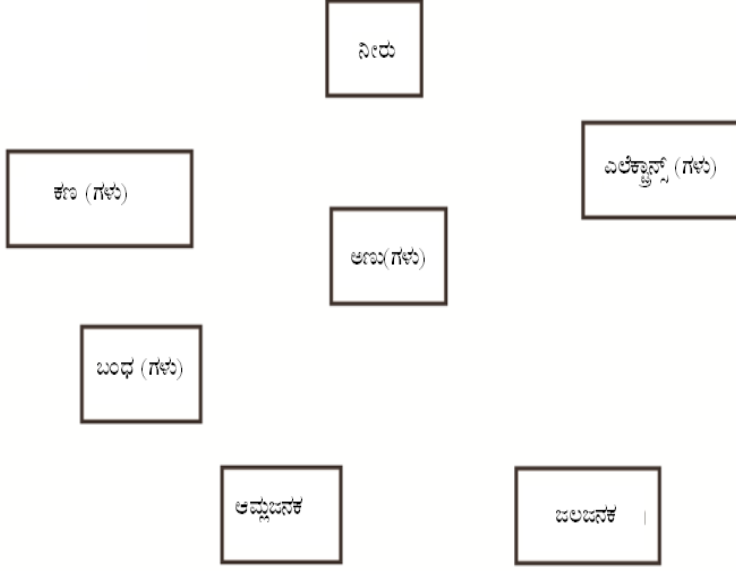 ನೀರು
ಎಲೆಕ್ಟ್ರಾನ್ಸ್ (ಗಳು)
ಕಣ (ಗಳು)
ಅಣು(ಗಳು)
ಬಂಧ (ಗಳು)
ಆಮ್ಲಜನಕ
ಜಲಜನಕ